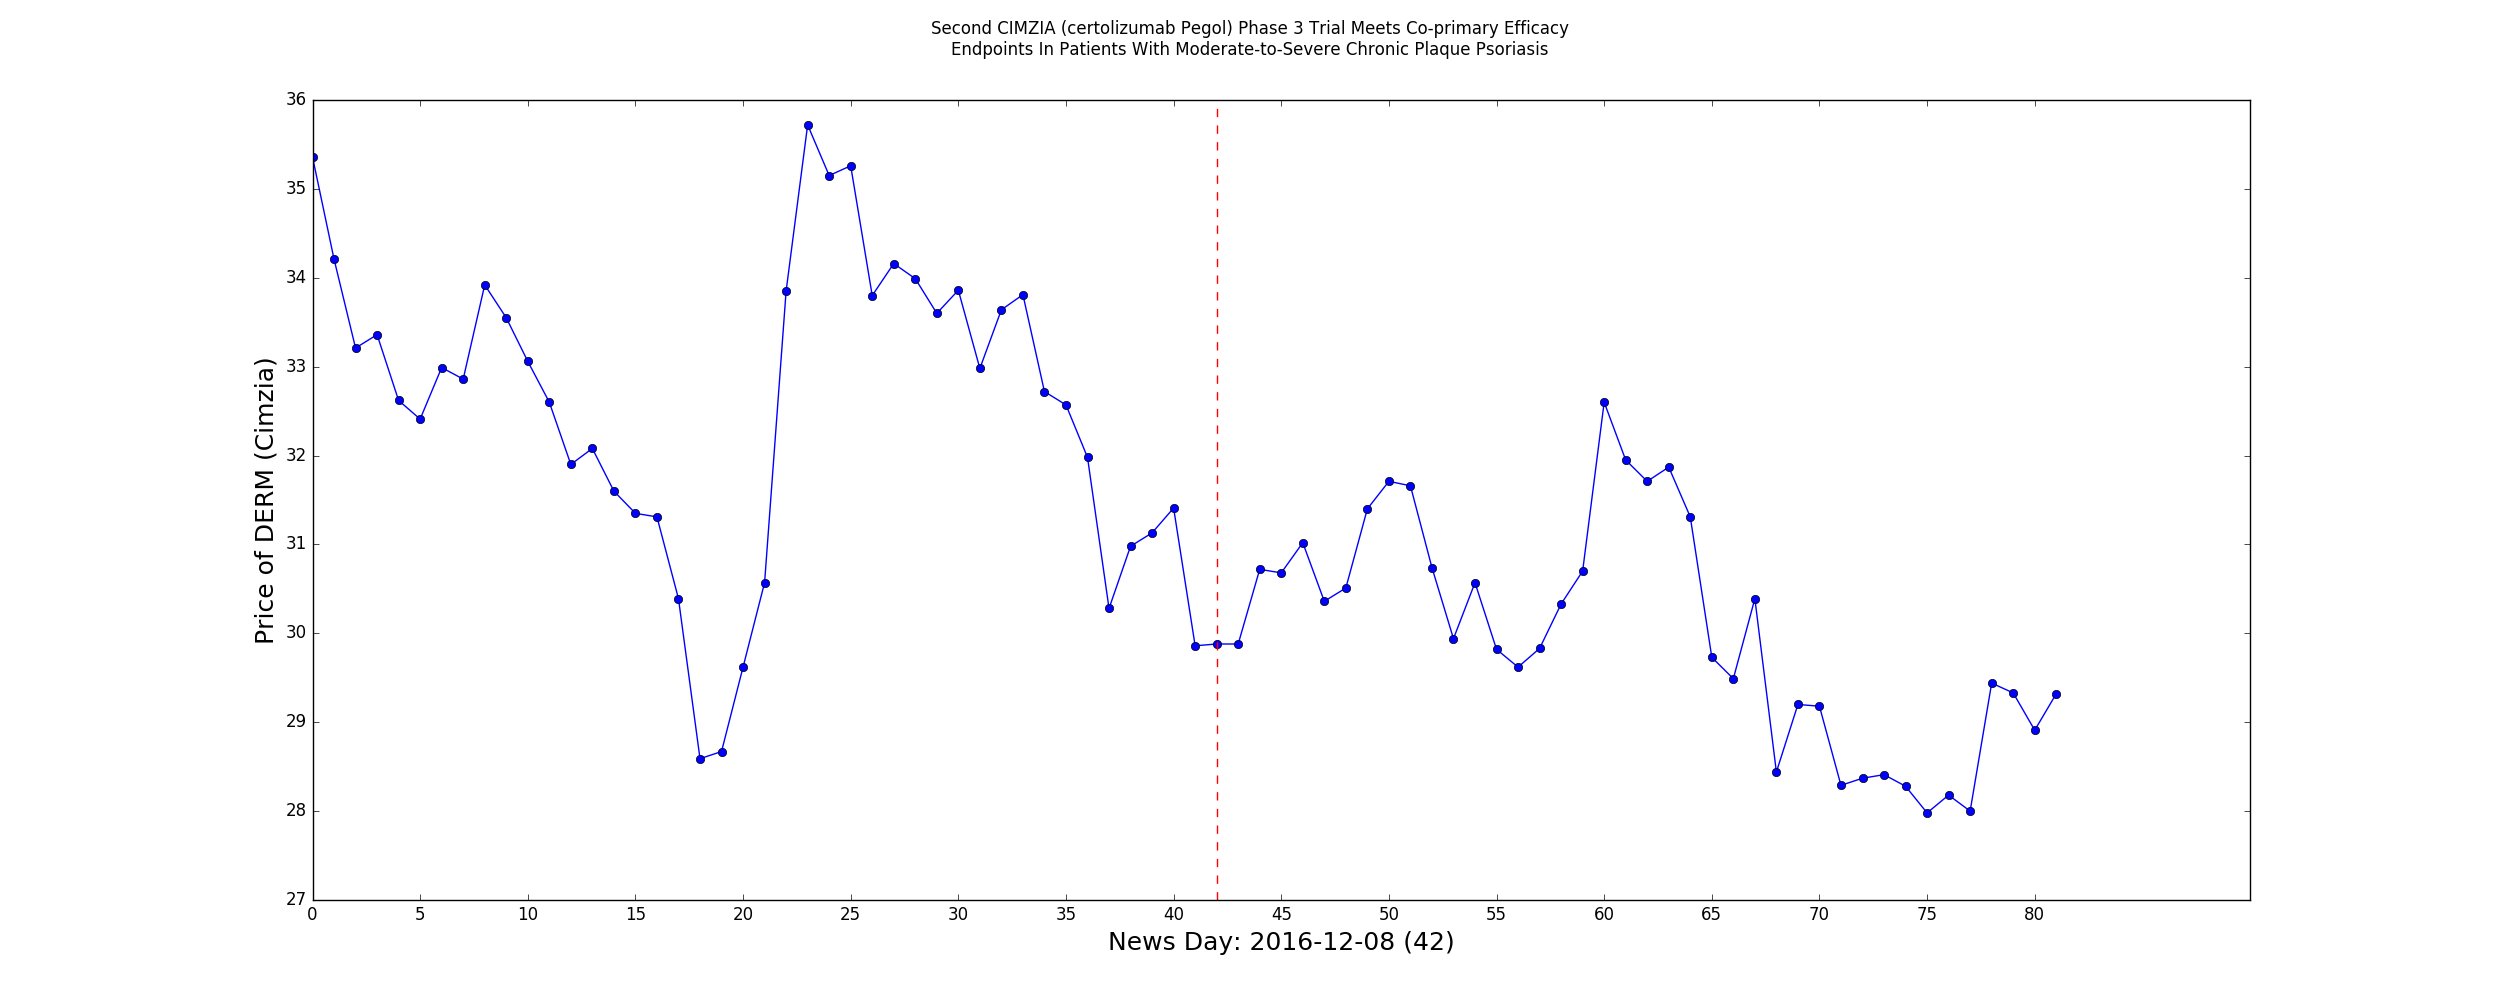 Second CIMZIA (certolizumab Pegol) Phase 3 Trial Meets Co-primary Efficacy
Endpoints In Patients With Moderate-to-Severe Chronic Plaque Psoriasis
Price of DERM (Cimzia)
36
35
34
33
32
31
30
29
28
27
0 5 10 15 20 25 30 35 40 45 50 55 60 65 70 75 80
News Day: 2016-12-08 (42)